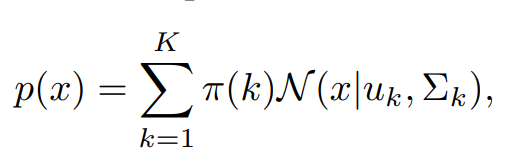 p(x) = \sum_{k=1}^{K} \pi(k) \mathcal{N}(x|u_k, \Sigma_k),